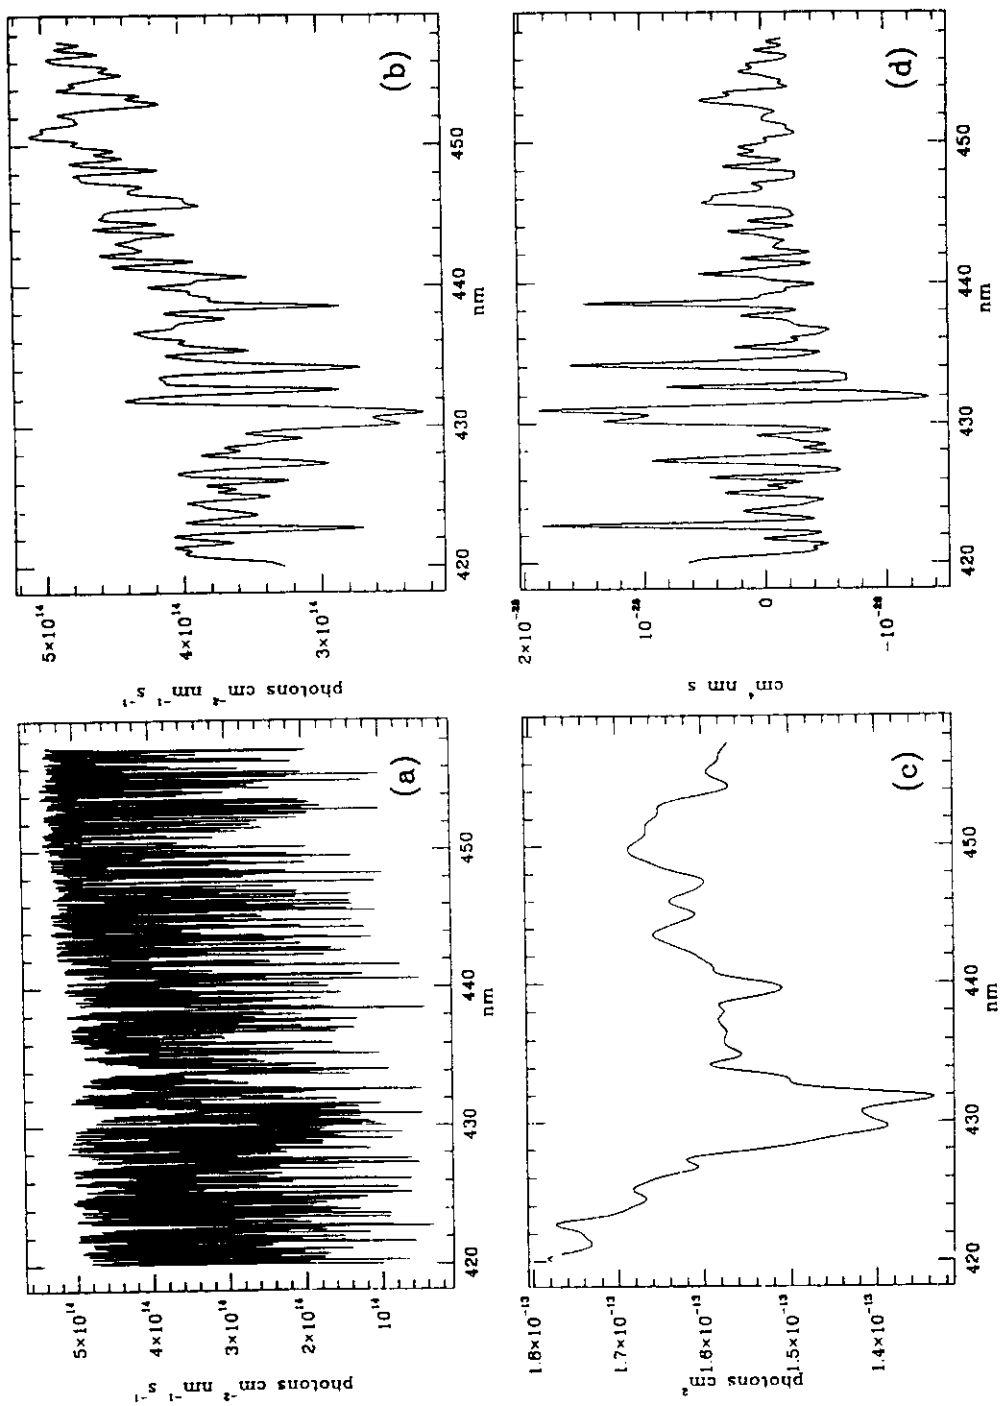 5×10¹⁴
4×10¹⁴
3×10¹⁴
2×10¹⁴
10¹⁴
photons cm⁻² nm⁻¹ s⁻¹
420 430 440 450
nm
(a)
5×10¹⁴
4×10¹⁴
3×10¹⁴
photons cm⁻² nm⁻¹ s⁻¹
420 430 440 450
nm
(b)
1.8×10⁻¹³
1.7×10⁻¹³
1.6×10⁻¹³
1.5×10⁻¹³
1.4×10⁻¹³
photons cm²
420 430 440 450
nm
(c)
2×10⁻²⁸
10⁻²⁸
0
-10⁻²⁸
cm⁴ nm s
420 430 440 450
nm
(d)